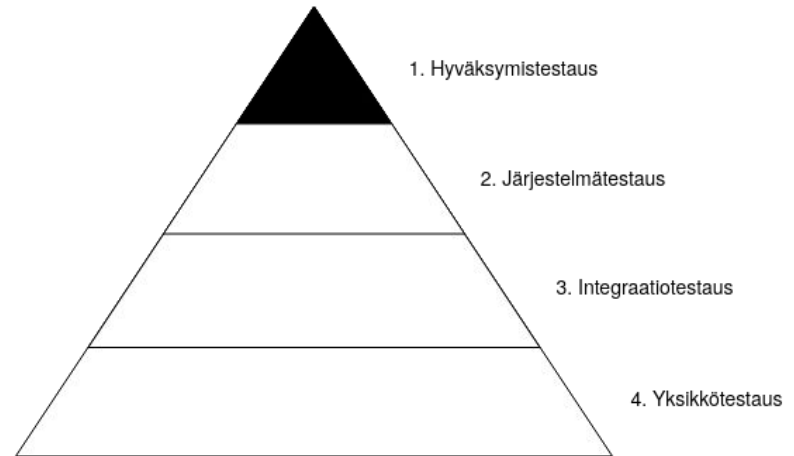 1. Hyväksymistestaus
2. Järjestelmätestaus
3. Integraatiotestaus
4. Yksikkötestaus